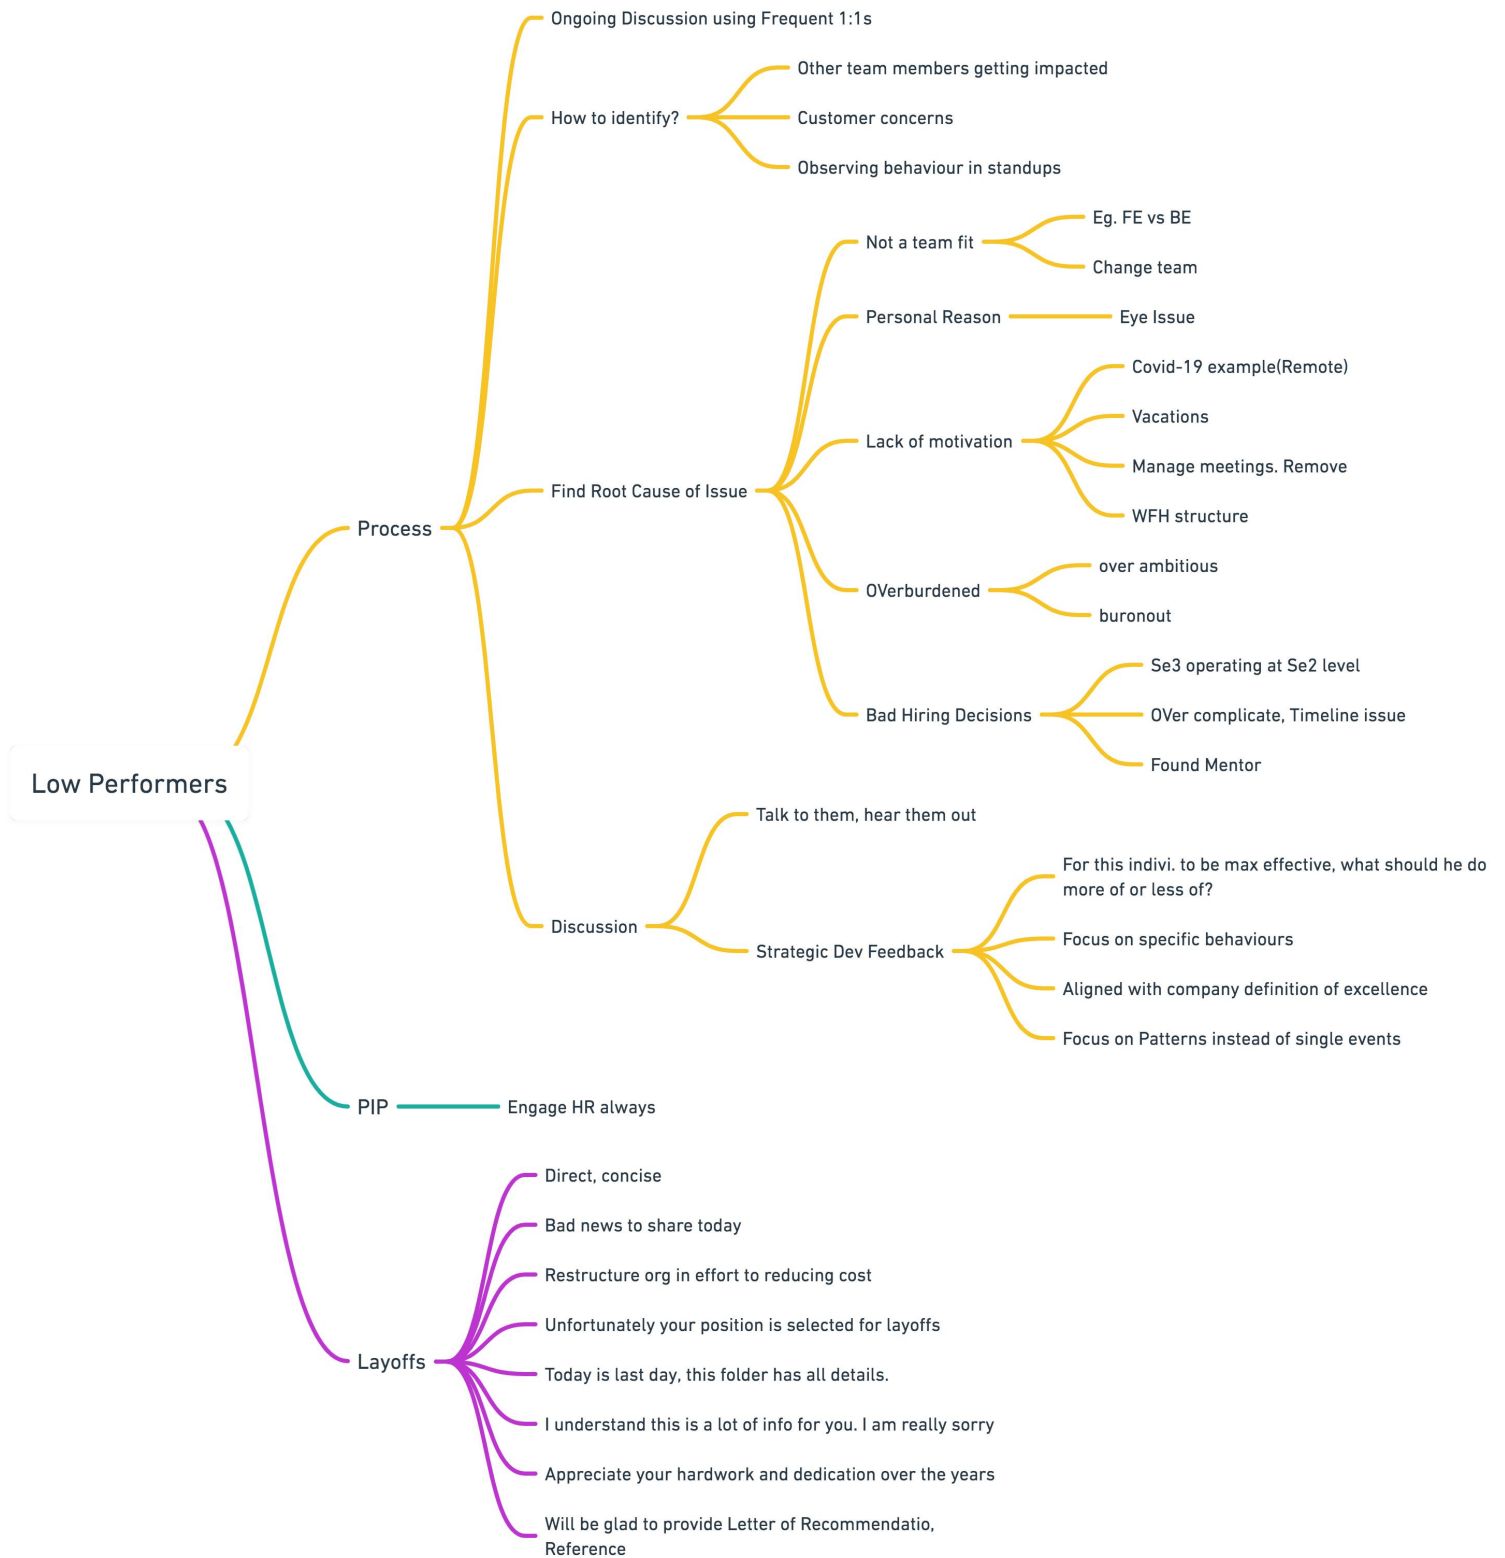 Ongoing Discussion using Frequent 1:1s
Other team members getting impacted
How to identify?
Customer concerns
Observing behaviour in standups
Eg. FE vs BE
Not a team fit
Change team
Personal Reason
Eye Issue
Covid-19 example(Remote)
Vacations
Lack of motivation
Manage meetings. Remove
Find Root Cause of Issue
WFH structure
Process
over ambitious
OVerburdened
buronout
Se3 operating at Se2 level
Bad Hiring Decisions
OVer complicate, Timeline issue
Found Mentor
Low Performers
Talk to them, hear them out
For this indivi. to be max effective, what should he do
more of or less of?
Discussion
Focus on specific behaviours
Strategic Dev Feedback
Aligned with company definition of excellence
Focus on Patterns instead of single events
PIP
Engage HR always
Direct, concise
Bad news to share today
Restructure org in effort to reducing cost
Unfortunately your position is selected for layoffs
Layoffs
Today is last day, this folder has all details.
I understand this is a lot of info for you. I am really sorry
Appreciate your hardwork and dedication over the years
Will be glad to provide Letter of Recommendatio,
Reference